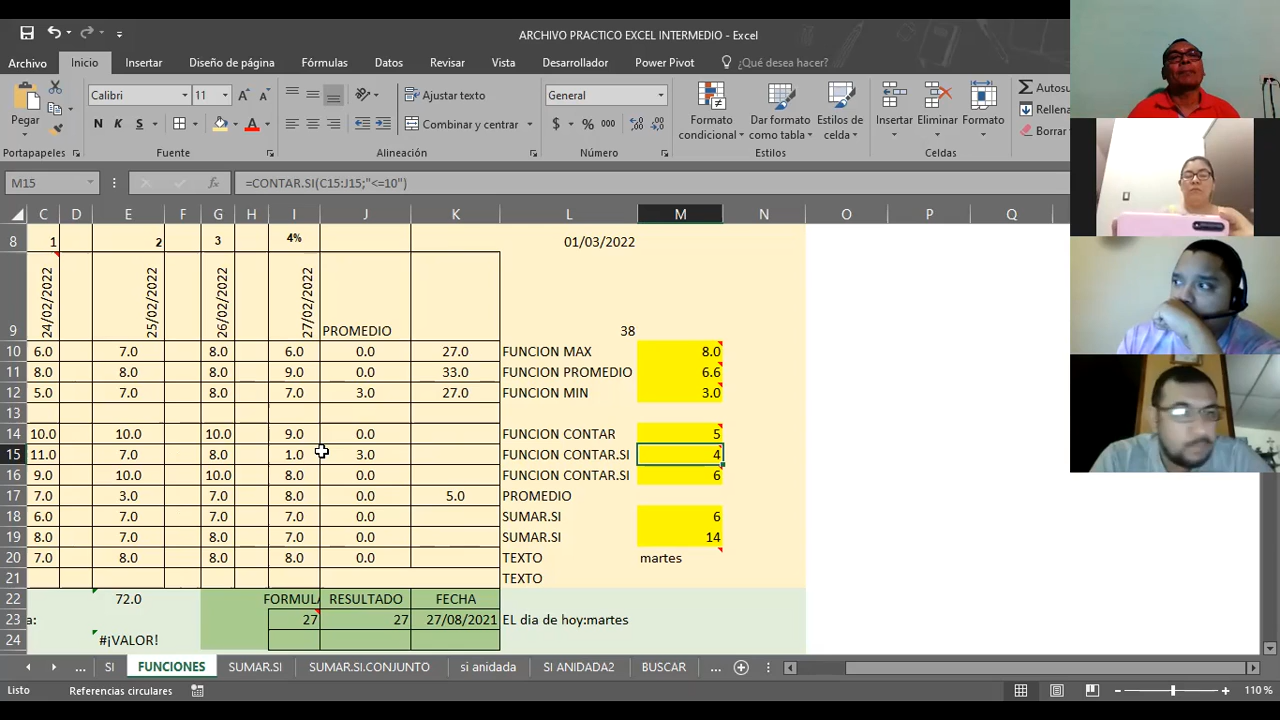 ARCHIVO PRACTICO EXCEL INTERMEDIO - Excel
Archivo Inicio Insertar Diseño de página Fórmulas Datos Revisar Vista Desarrollador Power Pivot ¿Qué desea hacer?
Pegar
Calibri 11
N K S
Ajustar texto
Combinar y centrar
General
$ % 000
Formato condicional
Dar formato como tabla
Estilos de celda
Insertar Eliminar Formato
Autosu
Rellena
Borrar
Portapapeles Fuente Alineación Número Estilos Celdas
M15 fx =CONTAR.SI(C15:J15;"<=10")
C D E F G H I J K L M N O P Q
8 1 2 3 4% 01/03/2022
9 24/02/2022 25/02/2022 26/02/2022 27/02/2022 PROMEDIO 38
10 6.0 7.0 8.0 6.0 0.0 27.0 FUNCION MAX 8.0
11 8.0 8.0 8.0 9.0 0.0 33.0 FUNCION PROMEDIO 6.6
12 5.0 7.0 8.0 7.0 3.0 27.0 FUNCION MIN 3.0
13
14 10.0 10.0 10.0 9.0 0.0 FUNCION CONTAR 5
15 11.0 7.0 8.0 1.0 3.0 FUNCION CONTAR.SI 4
16 9.0 10.0 10.0 8.0 0.0 FUNCION CONTAR.SI 6
17 7.0 3.0 7.0 8.0 0.0 5.0 PROMEDIO
18 6.0 7.0 7.0 7.0 0.0 SUMAR.SI 6
19 8.0 7.0 8.0 7.0 0.0 SUMAR.SI 14
20 7.0 8.0 8.0 8.0 0.0 TEXTO martes
21 TEXTO
22 72.0 FORMULA RESULTADO FECHA
23 a: 27 27 27/08/2021 EL dia de hoy:martes
24 #¡VALOR!
... SI FUNCIONES SUMAR.SI SUMAR.SI.CONJUNTO si anidada SI ANIDADA2 BUSCAR ...
Listo Referencias circulares 110 %